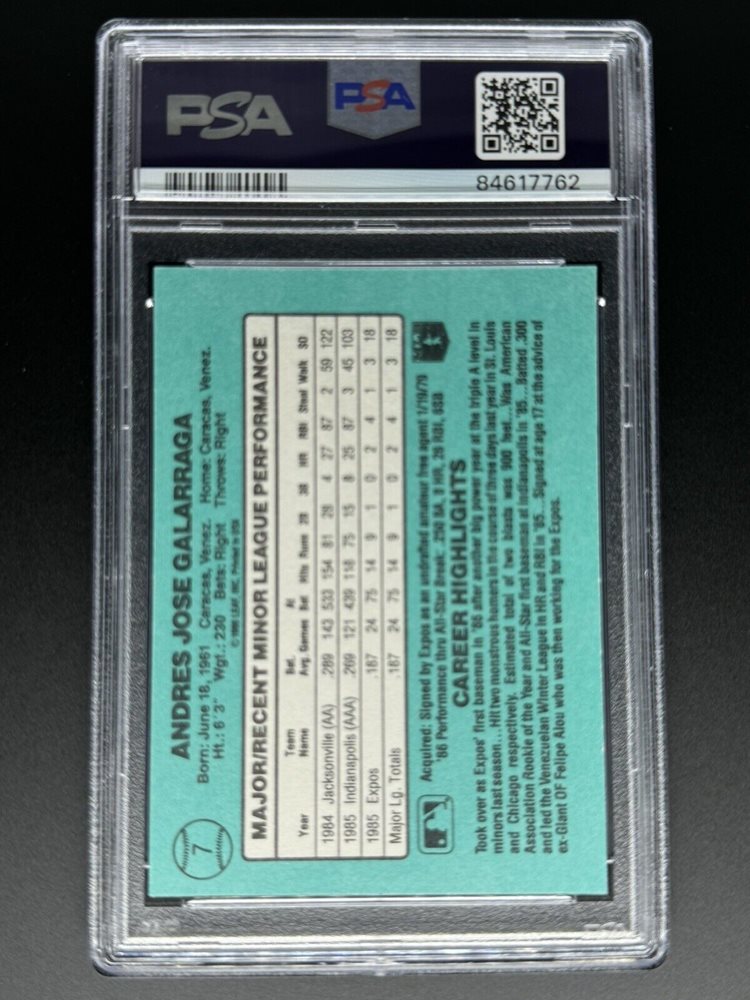 PSA
PSA
84617762
7
ANDRES JOSE GALARRAGA
Born: June 18, 1961 Caracas, Venez. Home: Caracas, Venez.
Ht.: 6'3" Wgt.: 230 Bats: Right Throws: Right
© 1986 LEAF, INC. Printed in USA
MAJOR/RECENT MINOR LEAGUE PERFORMANCE
Year Team Name Bat. Avg. Games At Bat Hits Runs 2B 3B HR RBI Steal Walk SO
1984 Jacksonville (AA) .289 143 533 154 81 28 4 27 87 2 59 122
1985 Indianapolis (AAA) .269 121 439 118 75 15 8 25 87 3 45 103
1985 Expos .187 24 75 14 9 1 0 2 4 1 3 18
Major Lg. Totals .187 24 75 14 9 1 0 2 4 1 3 18
Acquired: Signed by Expos as an undrafted amateur free agent 1/19/79
'86 Performance thru All-Star Break: .250 BA, 8 HR, 26 RBI, 6SB
CAREER HIGHLIGHTS
Took over as Expos' first baseman in '86 after another big power year at the triple A level in
minors last season... Hit two monstrous homers in the course of three days last year in St. Louis
and Chicago respectively. Estimated total of two blasts was 900 feet... Was American
Association Rookie of the Year and All-Star first baseman at Indianapolis in '85... Batted .300
and led the Venezuelan Winter League in HR and RBI in '85... Signed at age 17 at the advice of
ex-Giant OF Felipe Alou who was then working for the Expos.